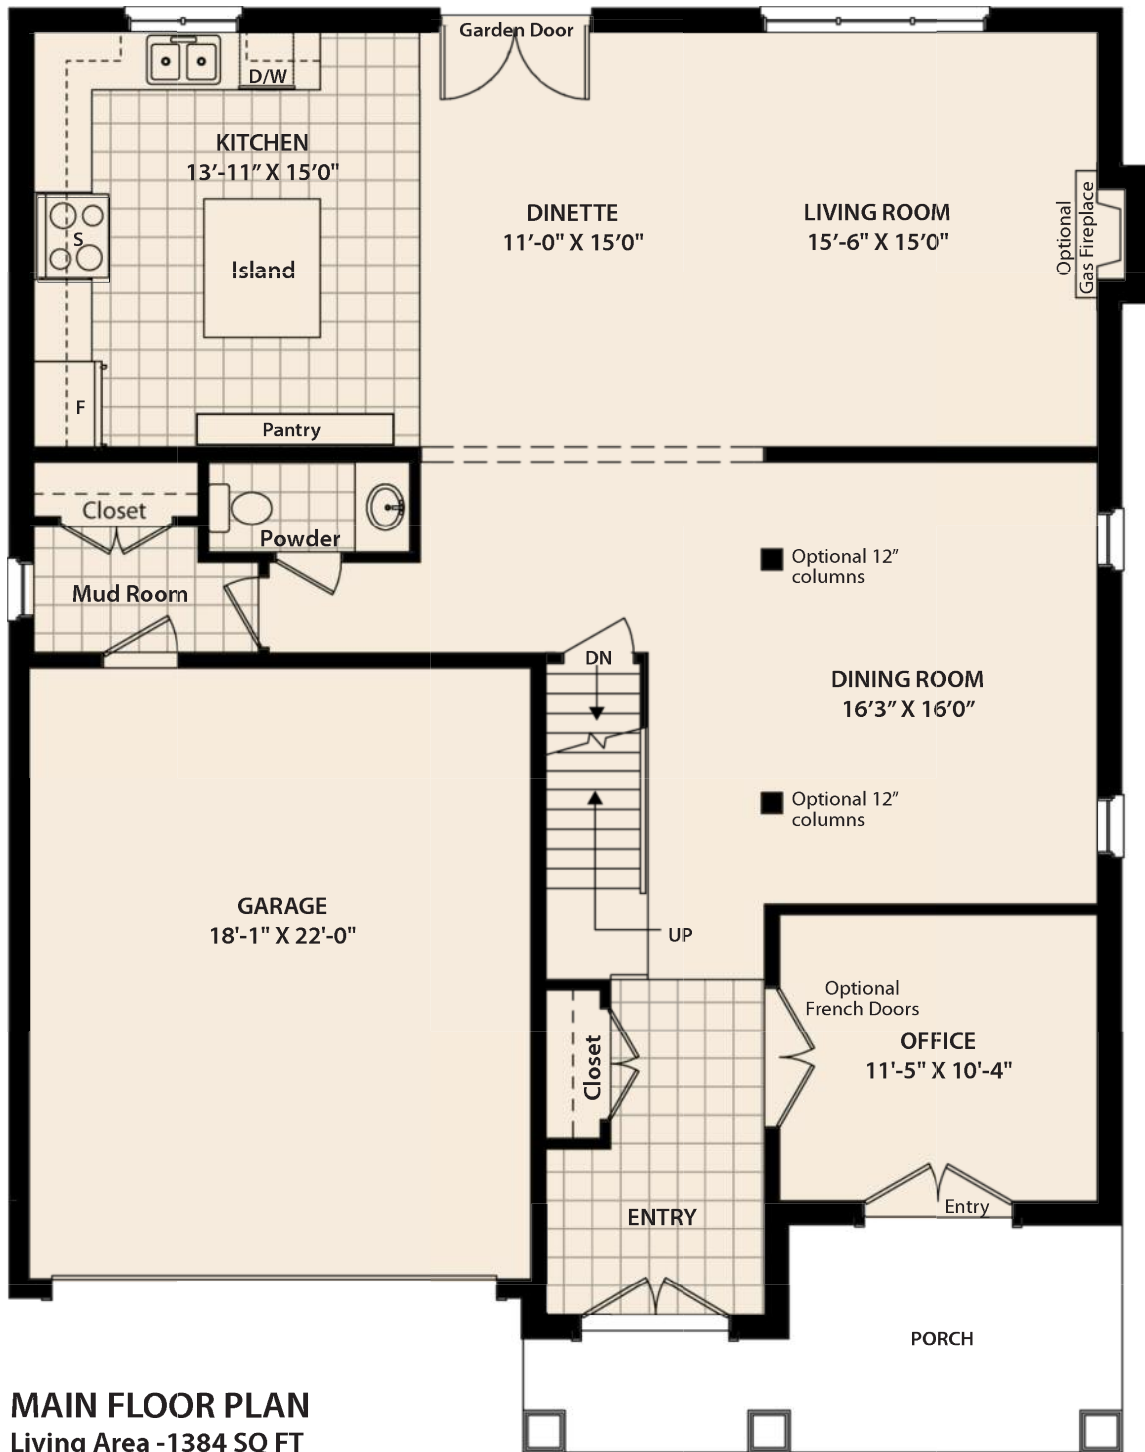 Garden Door
D/W
KITCHEN
13'-11" X 15'0"
DINETTE
11'-0" X 15'0"
LIVING ROOM
15'-6" X 15'0"
Optional
Gas Fireplace
S
Island
F
Pantry
Closet
Powder
Mud Room
Optional 12"
columns
DN
DINING ROOM
16'3" X 16'0"
Optional 12"
columns
GARAGE
18'-1" X 22'-0"
UP
Optional
French Doors
OFFICE
11'-5" X 10'-4"
Closet
Entry
ENTRY
PORCH
MAIN FLOOR PLAN
Living Area -1384 SQ FT